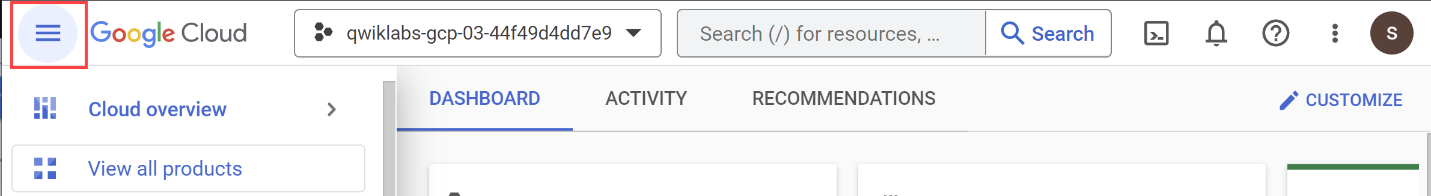 Google Cloud
qwiklabs-gcp-03-44f49d4dd7e9
Search (/) for resources, ...
Search
S
Cloud overview
View all products
DASHBOARD
ACTIVITY
RECOMMENDATIONS
CUSTOMIZE